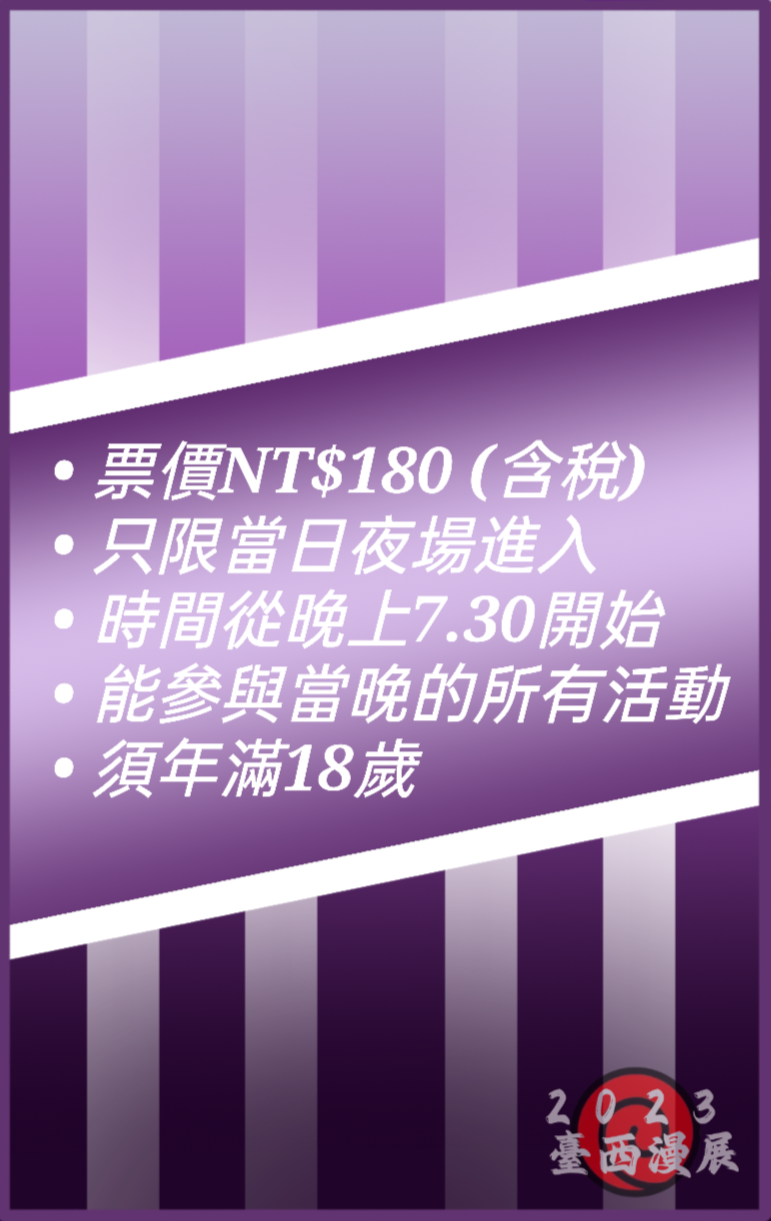 • 票價NT$180 (含稅)
• 只限當日夜場進入
• 時間從晚上7.30開始
• 能參與當晚的所有活動
• 須年滿18歲
2023
臺西漫展